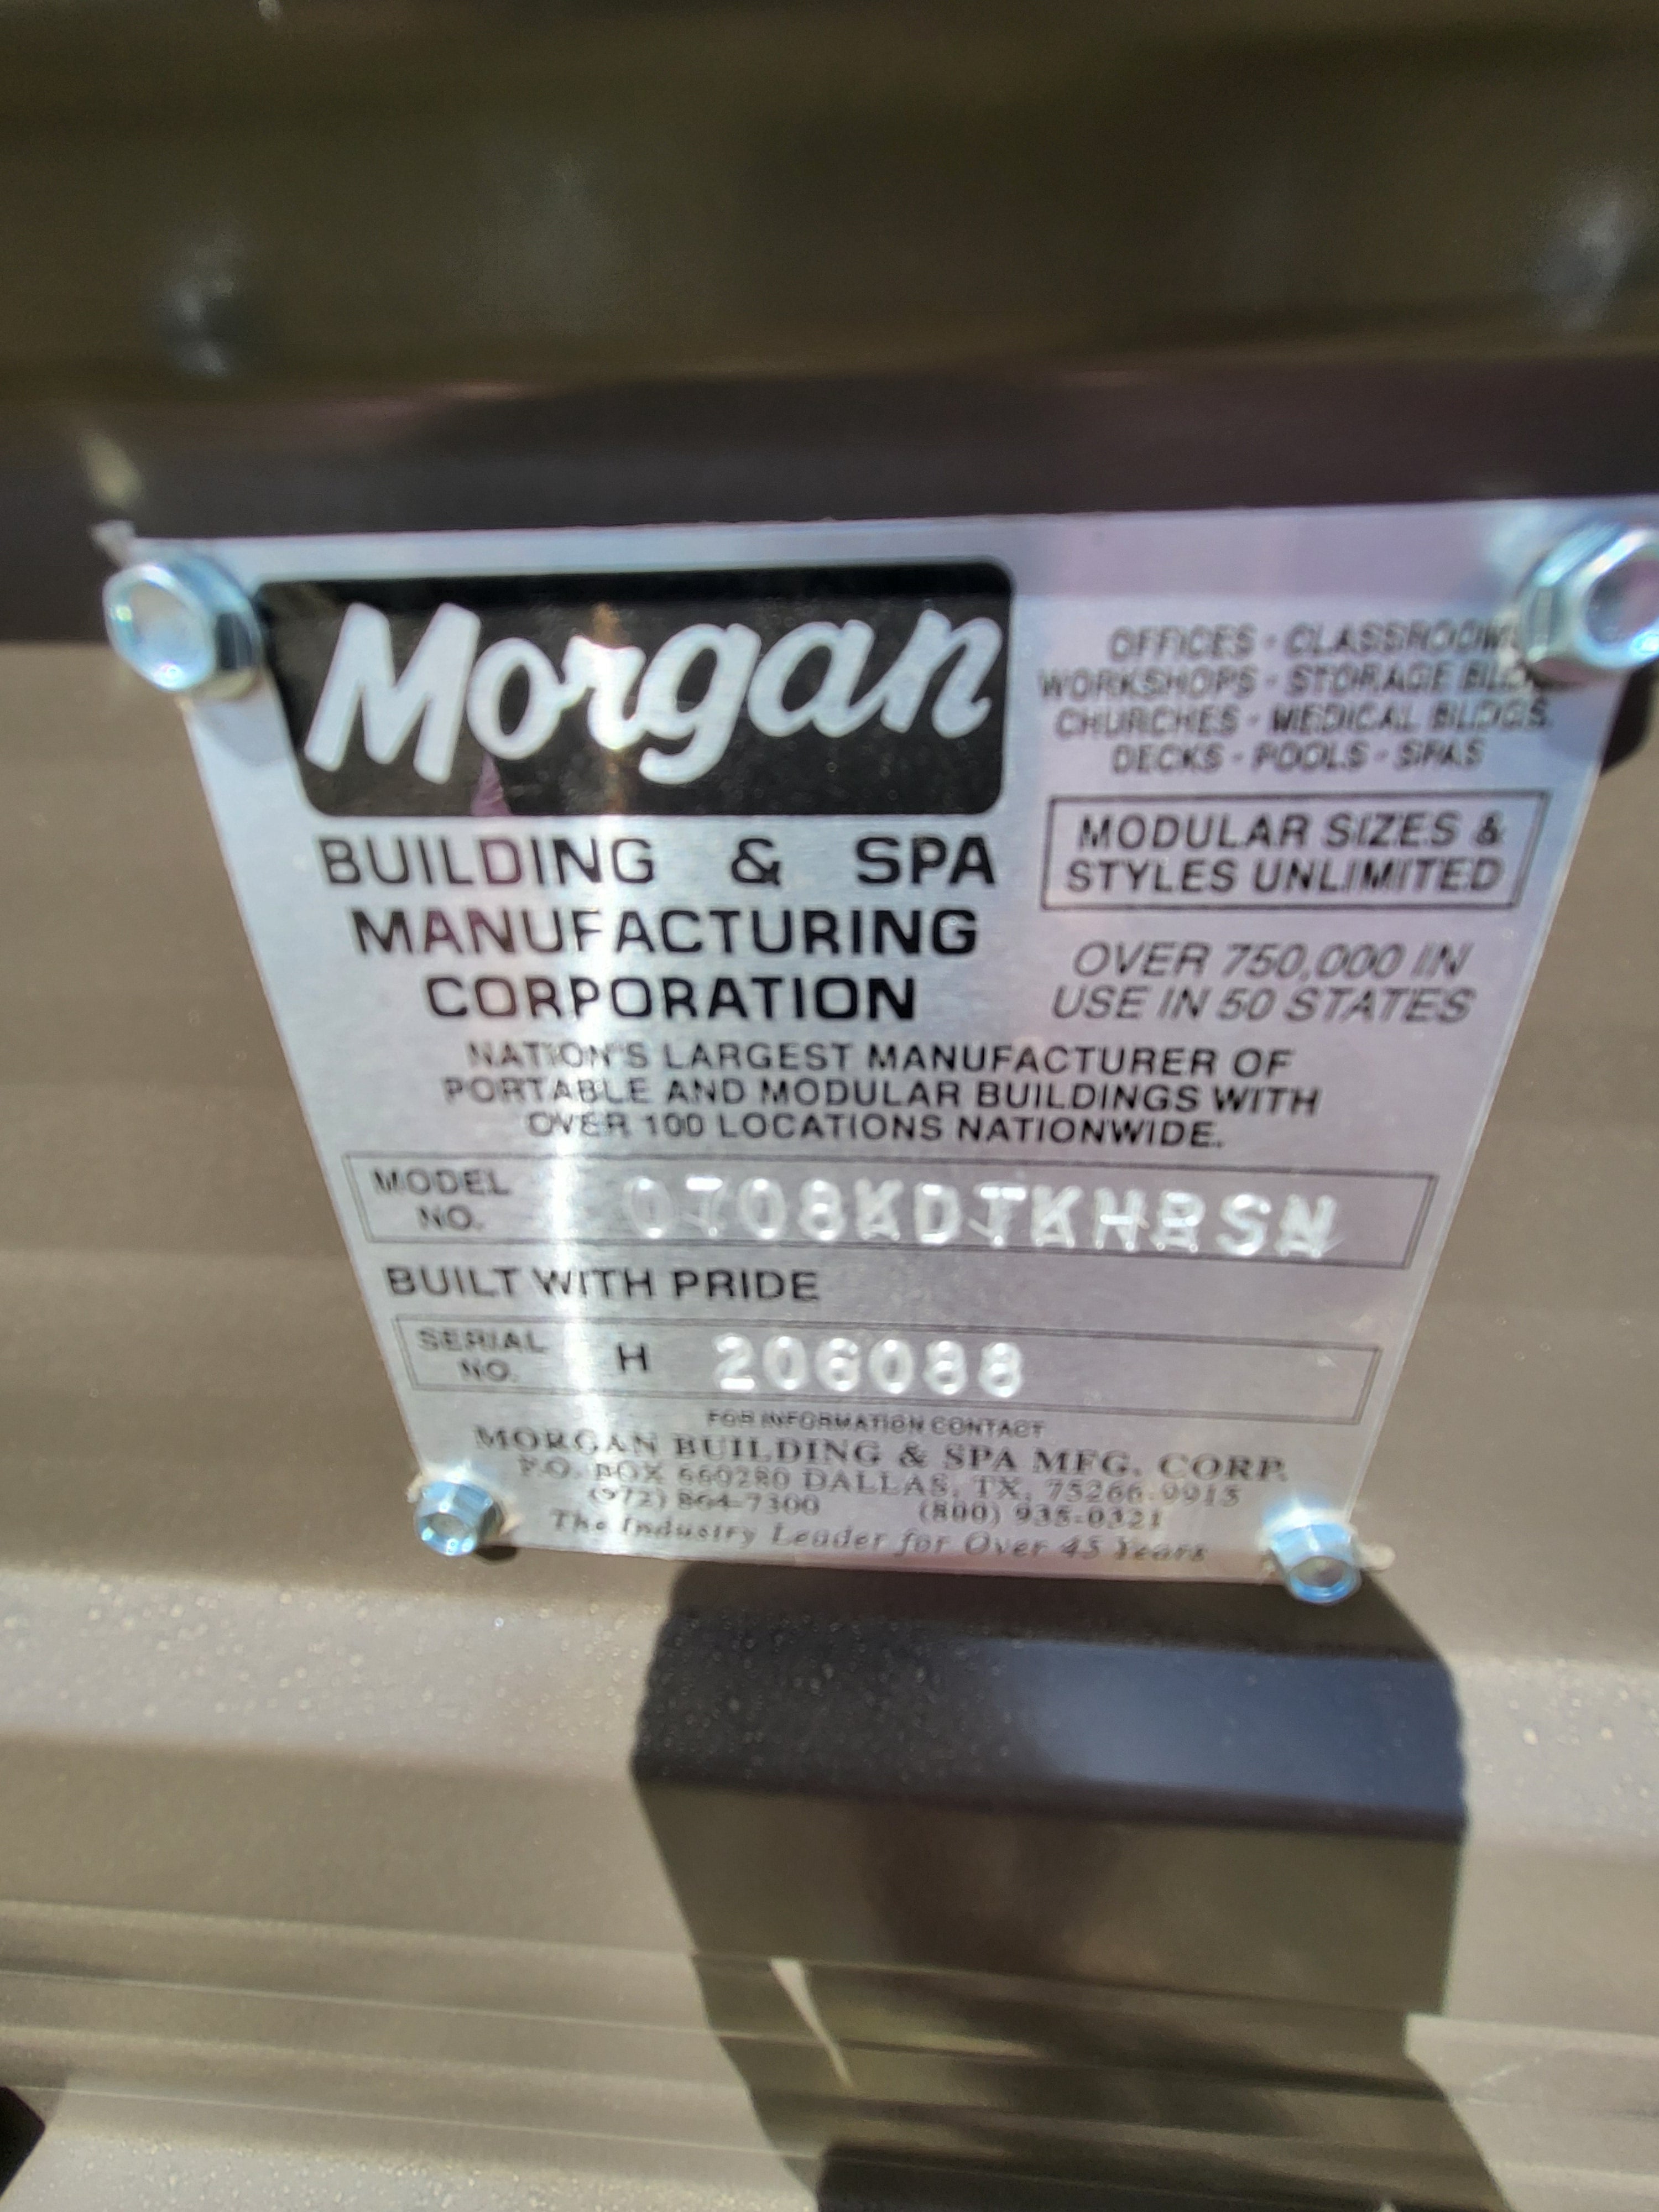 Morgan
BUILDING & SPA
MANUFACTURING
CORPORATION
OFFICES - CLASSROOMS
WORKSHOPS - STORAGE
CHURCHES - MEDICAL BLDGS.
DECKS - POOLS - SPAS
MODULAR SIZES &
STYLES UNLIMITED
OVER 750,000 IN
USE IN 50 STATES
NATION'S LARGEST MANUFACTURER OF
PORTABLE AND MODULAR BUILDINGS WITH
OVER 100 LOCATIONS NATIONWIDE.
MODEL
NO.
BUILT WITH PRIDE
SERIAL
NO.
H 206088
FOR INFORMATION CONTACT
MORGAN BUILDING & SPA MFG. CORP.
P.O. BOX 660280 DALLAS, TX. 75266-9915
(972) 864-7300 (800) 935-0321
The Industry Leader for Over 45 Years